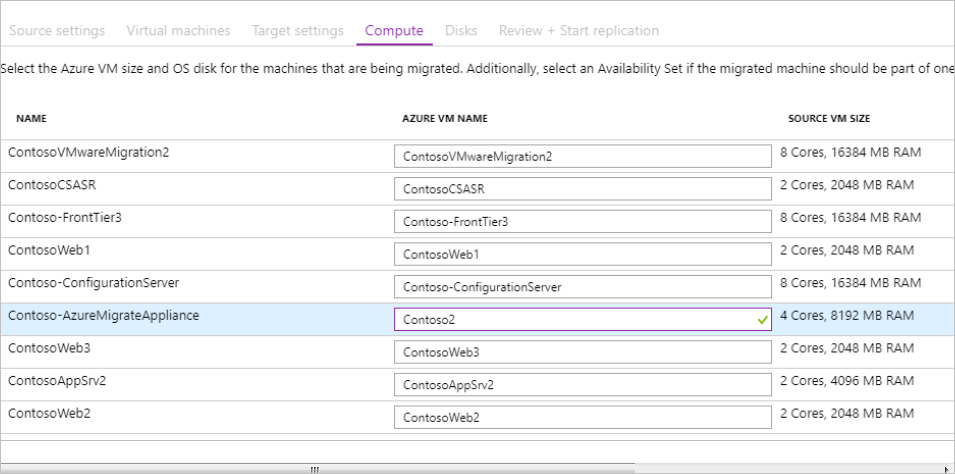 Source settings Virtual machines Target settings Compute Disks Review + Start replication
Select the Azure VM size and OS disk for the machines that are being migrated. Additionally, select an Availability Set if the migrated machine should be part of one
NAME AZURE VM NAME SOURCE VM SIZE
ContosoVMwareMigration2 ContosoVMwareMigration2 8 Cores, 16384 MB RAM
ContosoCSASR ContosoCSASR 2 Cores, 2048 MB RAM
Contoso-FrontTier3 Contoso-FrontTier3 8 Cores, 16384 MB RAM
ContosoWeb1 ContosoWeb1 2 Cores, 2048 MB RAM
Contoso-ConfigurationServer Contoso-ConfigurationServer 8 Cores, 16384 MB RAM
Contoso-AzureMigrateAppliance Contoso2 4 Cores, 8192 MB RAM
ContosoWeb3 ContosoWeb3 2 Cores, 2048 MB RAM
ContosoAppSrv2 ContosoAppSrv2 2 Cores, 4096 MB RAM
ContosoWeb2 ContosoWeb2 2 Cores, 2048 MB RAM